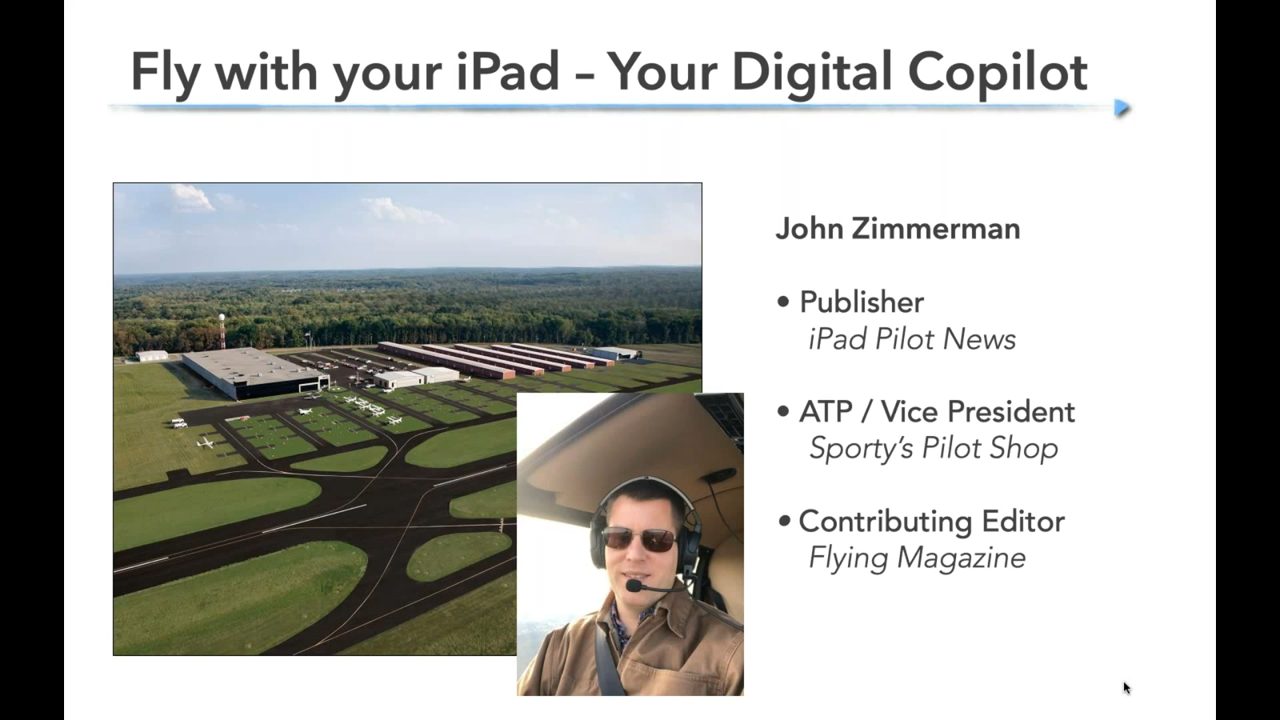 Fly with your iPad – Your Digital Copilot
John Zimmerman
• Publisher
iPad Pilot News
• ATP / Vice President
Sporty's Pilot Shop
• Contributing Editor
Flying Magazine